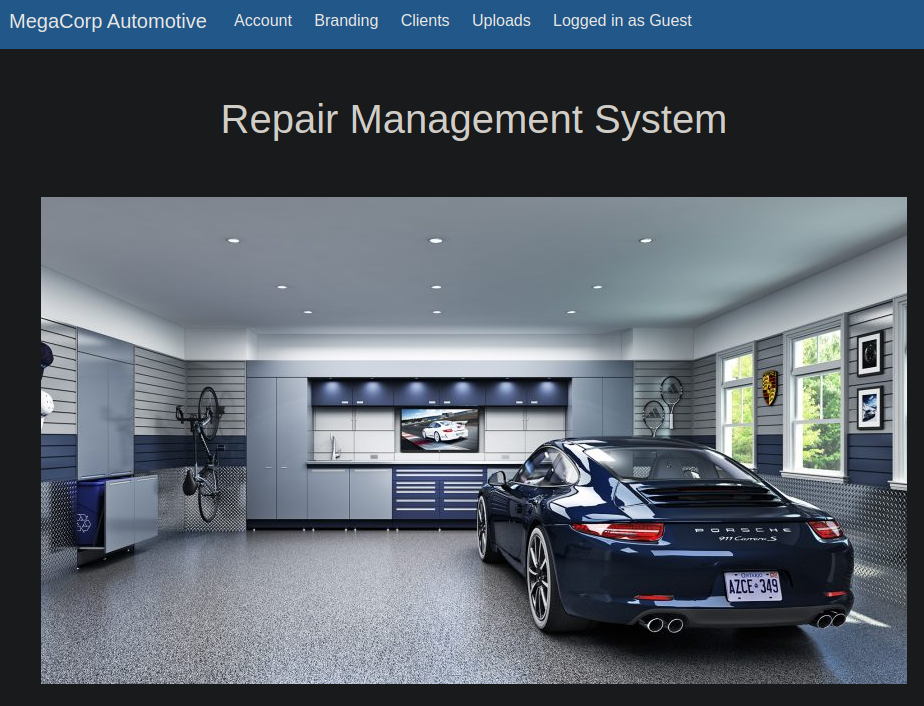 MegaCorp Automotive Account Branding Clients Uploads Logged in as Guest
Repair Management System
PORSCHE
911 Carrera S
ONTARIO
AZCE 349